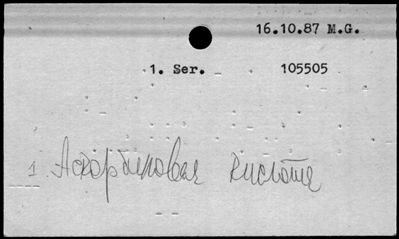 16.10.87 M.G.
1. Ser. 105505
1. Аскорбиновая кислота